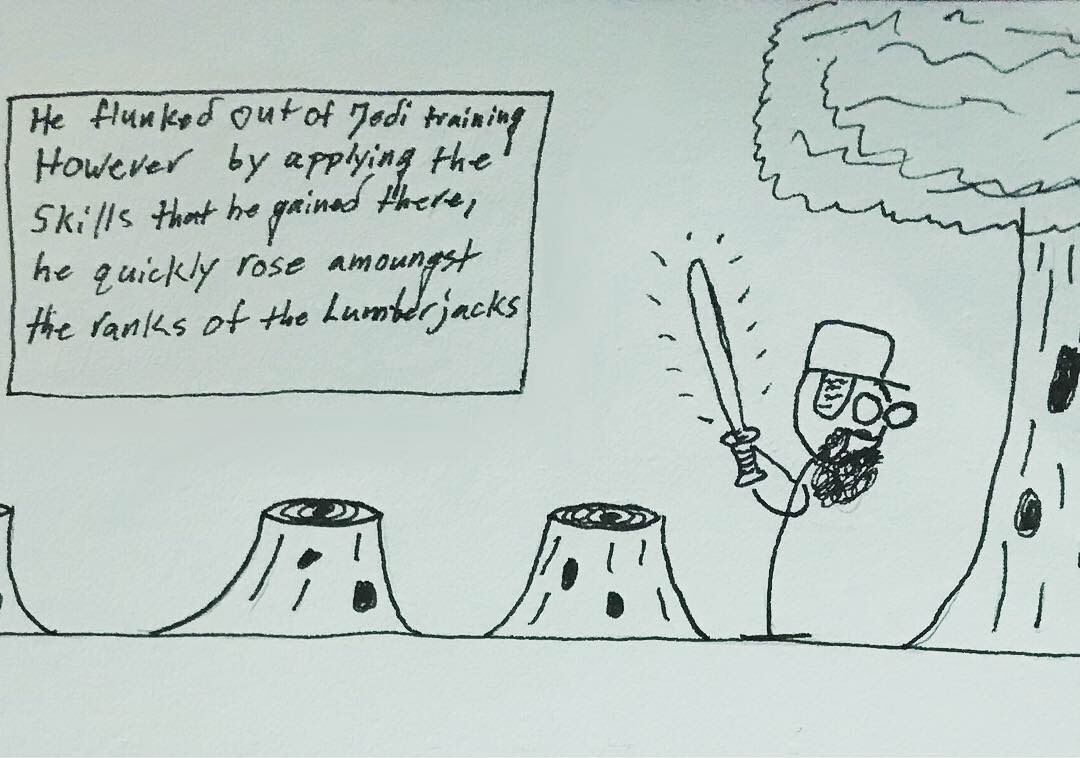 He flunked out of Jedi training
However by applying the
skills that he gained there,
he quickly rose amoungst
the ranks of the Lumberjacks